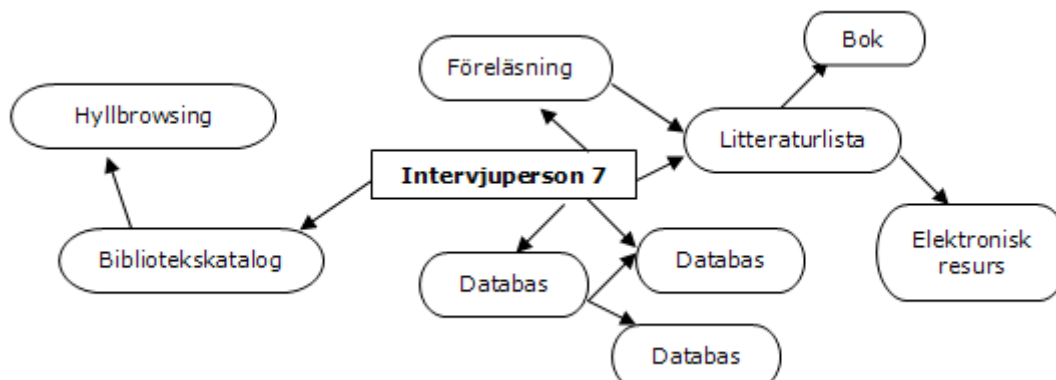 Bok
Föreläsning
Hyllbrowsing
Litteraturlista
Intervjuperson 7
Elektronisk
resurs
Bibliotekskatalog
Databas
Databas
Databas